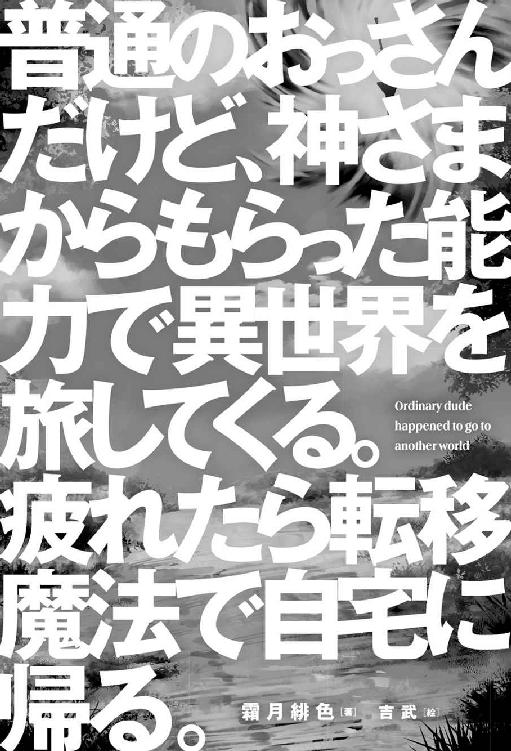 普通のおっさん
だけど、神さま
からもらった能
力で異世界を
旅してくる。
Ordinary dude
happened to go to
another world
疲れたら転移
魔法で自宅に
帰る。
霜月緋色［著］ 吉武［絵］